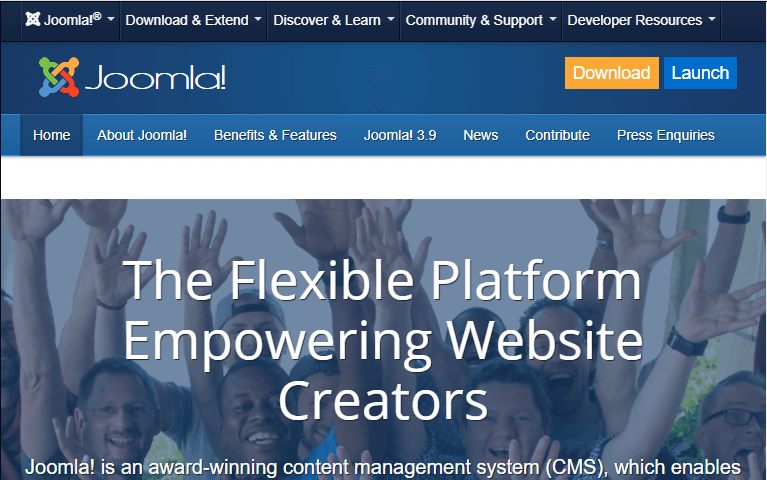 Joomla!® Download & Extend Discover & Learn Community & Support Developer Resources
Joomla! Download Launch
Home About Joomla! Benefits & Features Joomla! 3.9 News Contribute Press Enquiries
The Flexible Platform
Empowering Website
Creators
Joomla! is an award-winning content management system (CMS), which enables